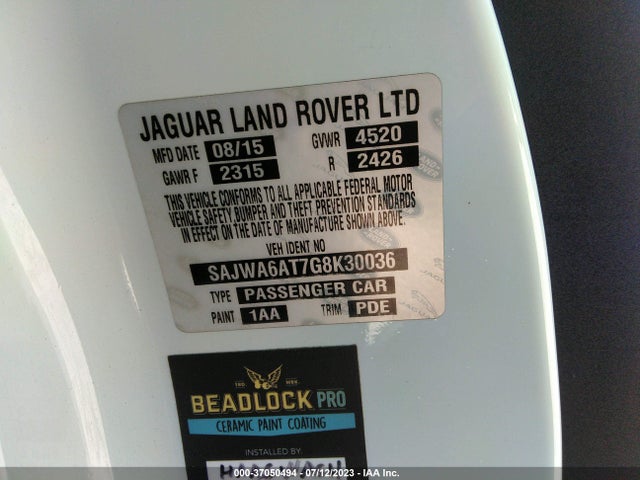 JAGUAR LAND ROVER LTD
MFD DATE 08/15 GVWR 4520
GAWR F 2315 R 2426
THIS VEHICLE CONFORMS TO ALL APPLICABLE FEDERAL MOTOR
VEHICLE SAFETY, BUMPER AND THEFT PREVENTION STANDARDS
IN EFFECT ON THE DATE OF MANUFACTURE SHOWN ABOVE.
VEH IDENT NO
SAJWA6AT7G8K30036
TYPE PASSENGER CAR
PAINT 1AA TRIM PDE
BEADLOCK PRO
CERAMIC PAINT COATING
INSTALLED BY:
000-37050494 - 07/12/2023 - IAA Inc.